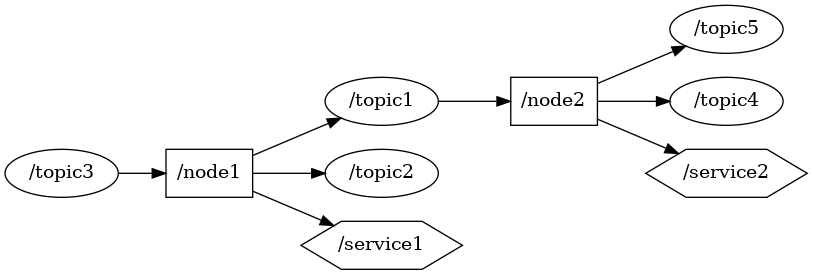 /topic5
/topic1
/node2
/topic4
/topic3
/node1
/topic2
/service2
/service1